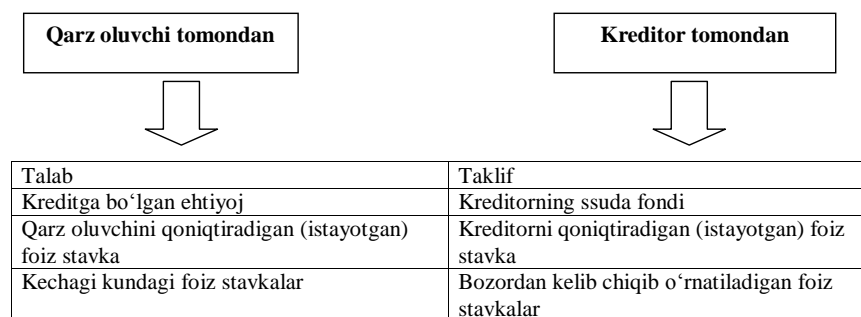 Qarz oluvchi tomondan
Kreditor tomondan
Talab
Taklif
Kreditga bo‘lgan ehtiyoj
Kreditorning ssuda fondi
Qarz oluvchini qoniqtiradigan (istayotgan)
foiz stavka
Kreditorni qoniqtiradigan (istayotgan) foiz
stavka
Kechagi kundagi foiz stavkalar
Bozordan kelib chiqib o‘rnatiladigan foiz
stavkalar